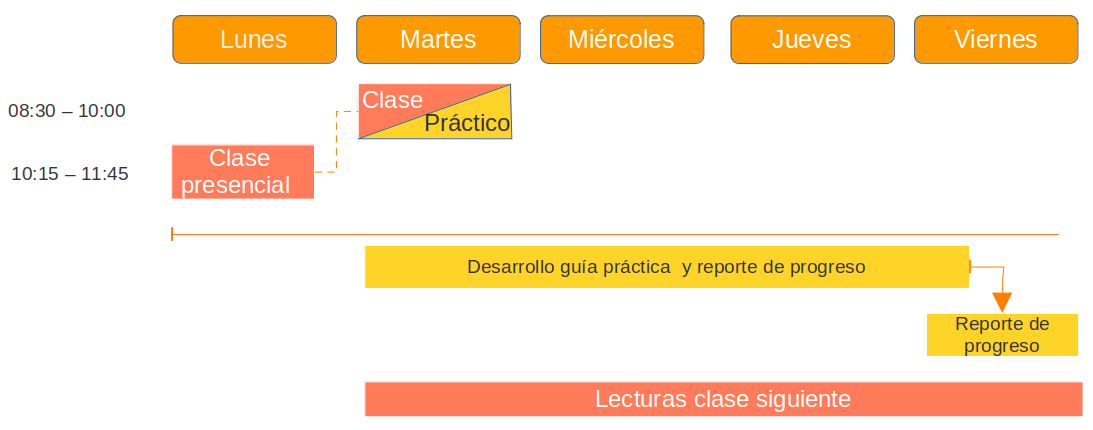 Lunes
Martes
Miércoles
Jueves
Viernes
08:30 – 10:00
Clase
Práctico
10:15 – 11:45
Clase
presencial
Desarrollo guía práctica  y reporte de progreso
Reporte de
progreso
Lecturas clase siguiente